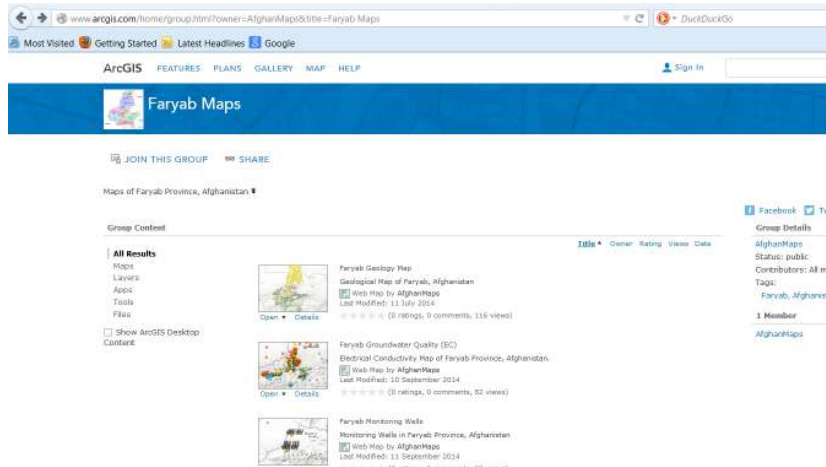 www.arcgis.com/home/group.html?owner=AfghanMaps&title=Faryab Maps
DuckDuckGo
Most Visited Getting Started Latest Headlines Google
ArcGIS FEATURES PLANS GALLERY MAP HELP Sign In
Faryab Maps
JOIN THIS GROUP SHARE
Maps of Faryab Province, Afghanistan
Facebook
Group Content
Group Details
Title Owner Rating Views Date
AfghanMaps
Status: public
Contributors: All
Tags:
Faryab,
1 Member
AfghanMaps
All Results
Maps
Layers
Apps
Tools
Files
Show ArcGIS Desktop
Content
Faryab Geology Map
Geological Map of Faryab, Afghanistan
Web Map by AfghanMaps
Last Modified: 11 July 2014
(0 ratings, 0 comments, 116 views)
Open Details
Faryab Groundwater Quality (EC)
Electrical Conductivity Map of Faryab Province, Afghanistan.
Web Map by AfghanMaps
Last Modified: 10 September 2014
(0 ratings, 0 comments, 82 views)
Open Details
Faryab Monitoring Wells
Monitoring Wells in Faryab Province, Afghanistan
Web Map by AfghanMaps
Last Modified: 11 September 2014